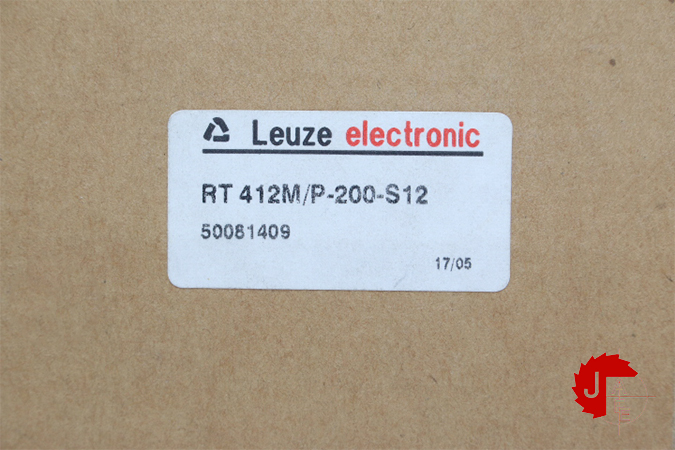 Leuze electronic
RT 412M/P-200-S12
50081409
17/05
J